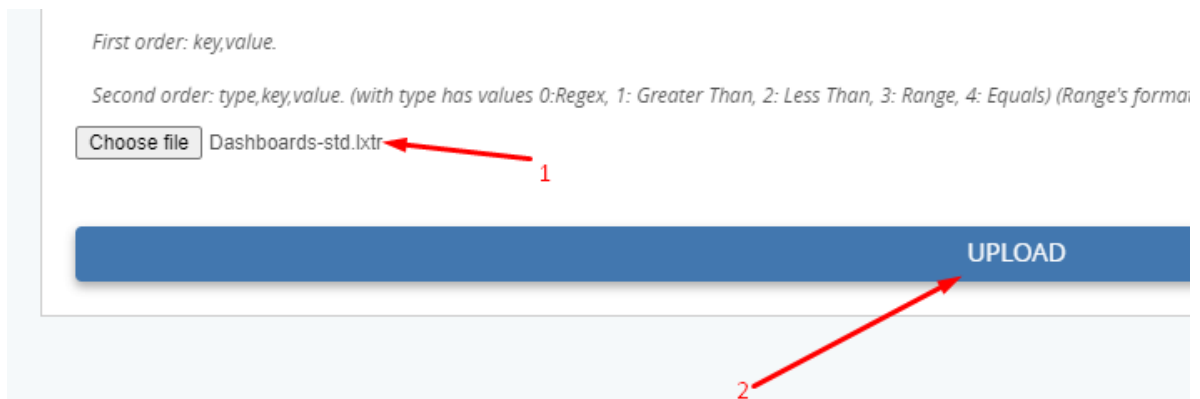 First order: key,value.
Second order: type,key,value. (with type has values 0:Regex, 1: Greater Than, 2: Less Than, 3: Range, 4: Equals) (Range's format
Choose file Dashboards-std.lxtr
1
UPLOAD
2